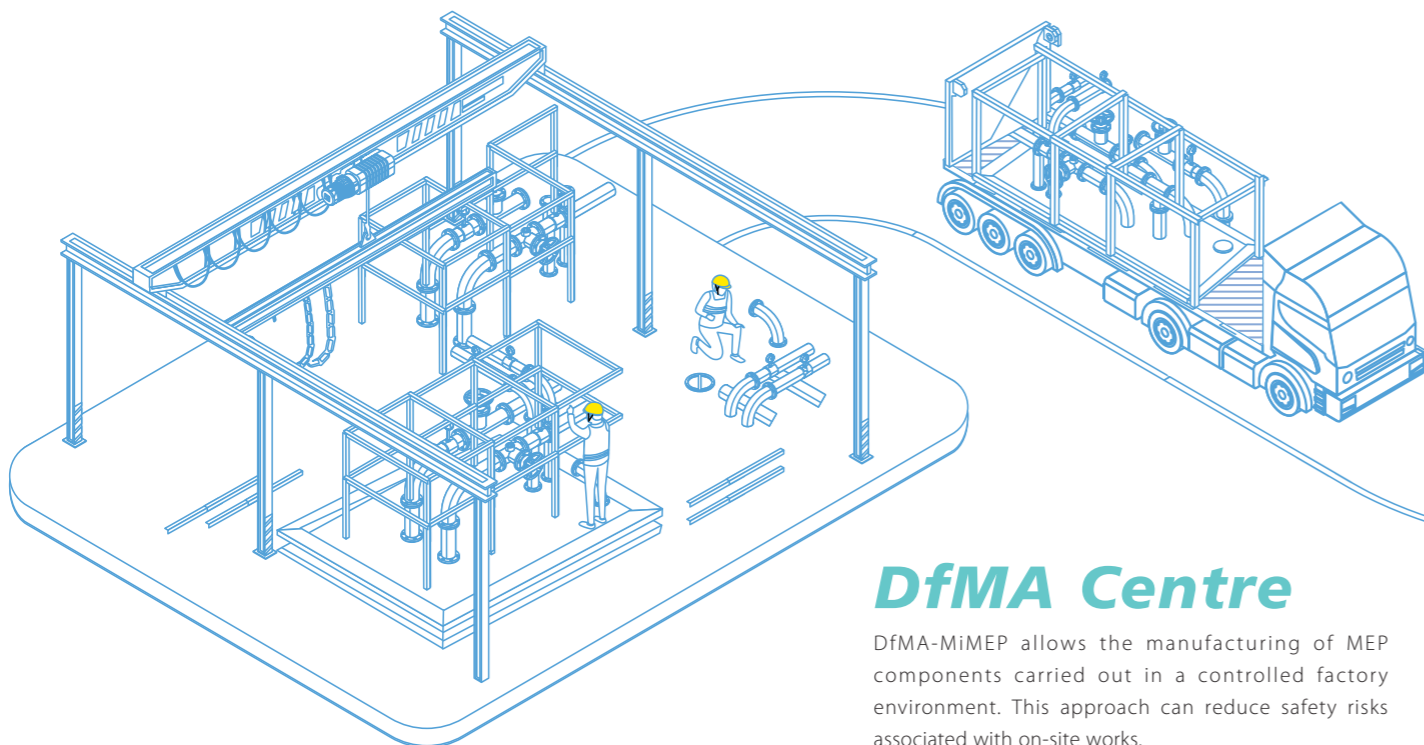 DfMA Centre
DfMA-MiMEP allows the manufacturing of MEP
components carried out in a controlled factory
environment. This approach can reduce safety risks
associated with on-site works.